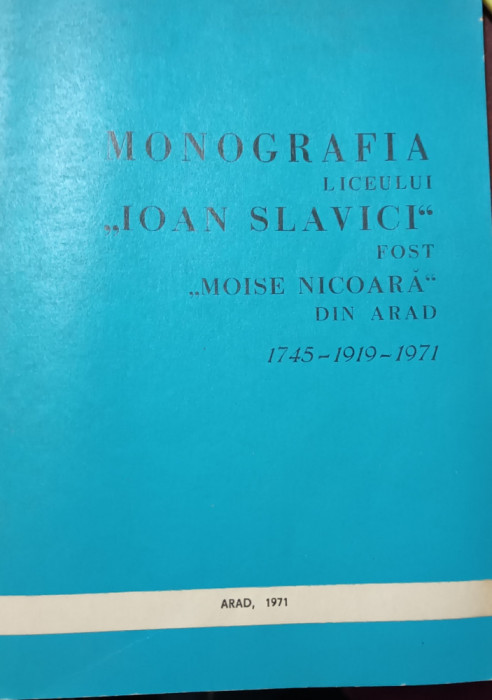 MONOGRAFIA
LICEULUI
„IOAN SLAVICI“
FOST
„MOISE NICOARĂ“
DIN ARAD
1745–1919–1971
ARAD, 1971